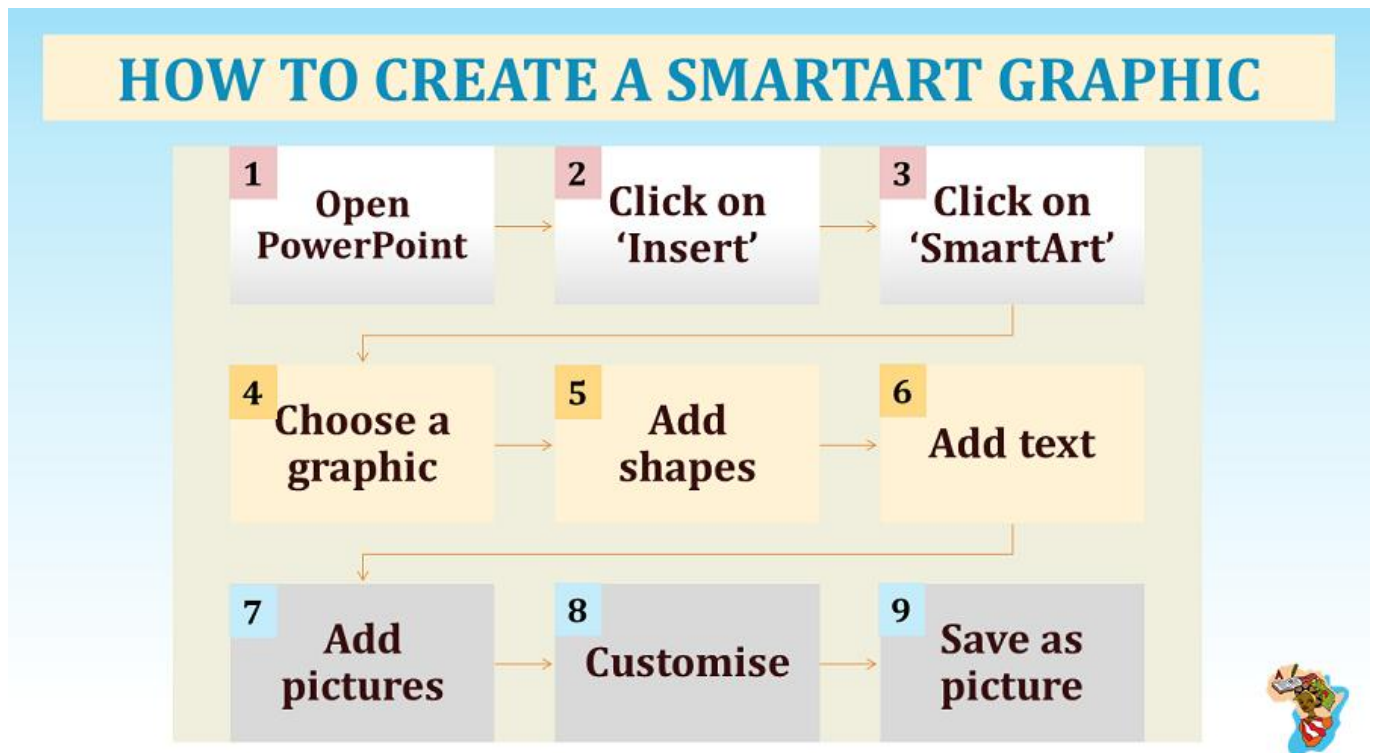 HOW TO CREATE A SMARTART GRAPHIC
1
Open
PowerPoint
2
Click on
‘Insert’
3
Click on
‘SmartArt’
4
Choose a
graphic
5
Add
shapes
6
Add text
7
Add
pictures
8
Customise
9
Save as
picture
A